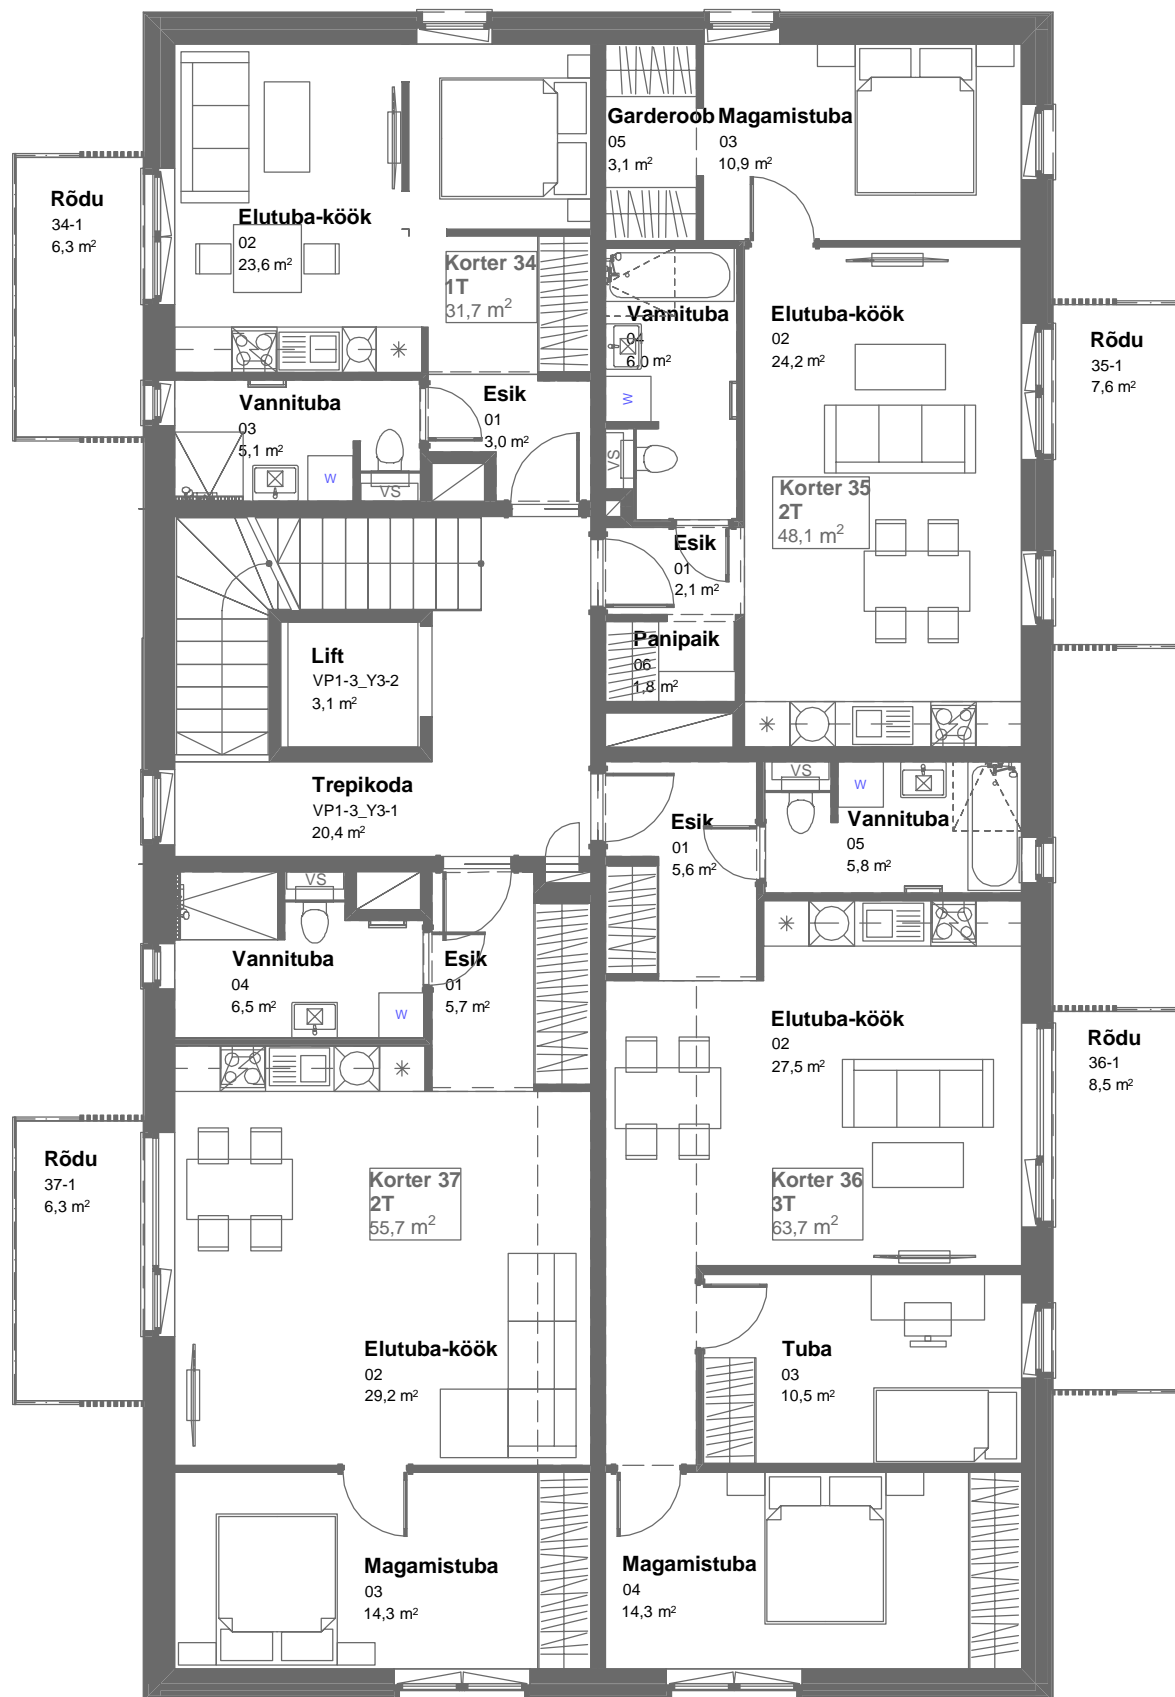 Garderoob
05
3,1 m²
Magamistuba
03
10,9 m²
Rõdu
34-1
6,3 m²
Elutuba-köök
02
23,6 m²
Korter 34
1T
31,7 m²
Vannituba
04
6,0 m²
W
VS
Elutuba-köök
02
24,2 m²
Rõdu
35-1
7,6 m²
Vannituba
03
5,1 m²
W
VS
Esik
01
3,0 m²
Korter 35
2T
48,1 m²
Esik
01
2,1 m²
Panipaik
06
1,8 m²
Lift
VP1-3_Y3-2
3,1 m²
Trepikoda
VP1-3_Y3-1
20,4 m²
Esik
01
5,6 m²
VS
W
Vannituba
05
5,8 m²
VS
Vannituba
04
6,5 m²
W
Esik
01
5,7 m²
Elutuba-köök
02
27,5 m²
Rõdu
36-1
8,5 m²
Rõdu
37-1
6,3 m²
Korter 37
2T
55,7 m²
Korter 36
3T
63,7 m²
Elutuba-köök
02
29,2 m²
Tuba
03
10,5 m²
Magamistuba
03
14,3 m²
Magamistuba
04
14,3 m²